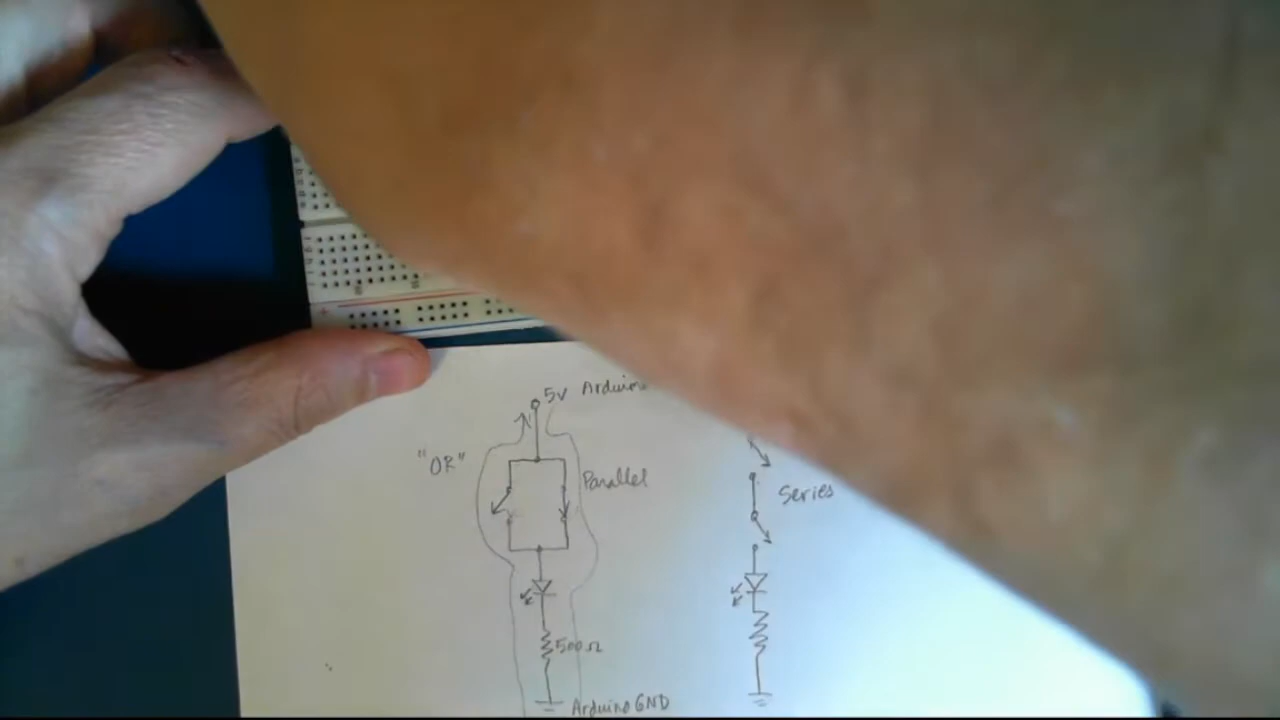 5v Arduino
"OR"
Parallel
Series
500Ω
Arduino GND